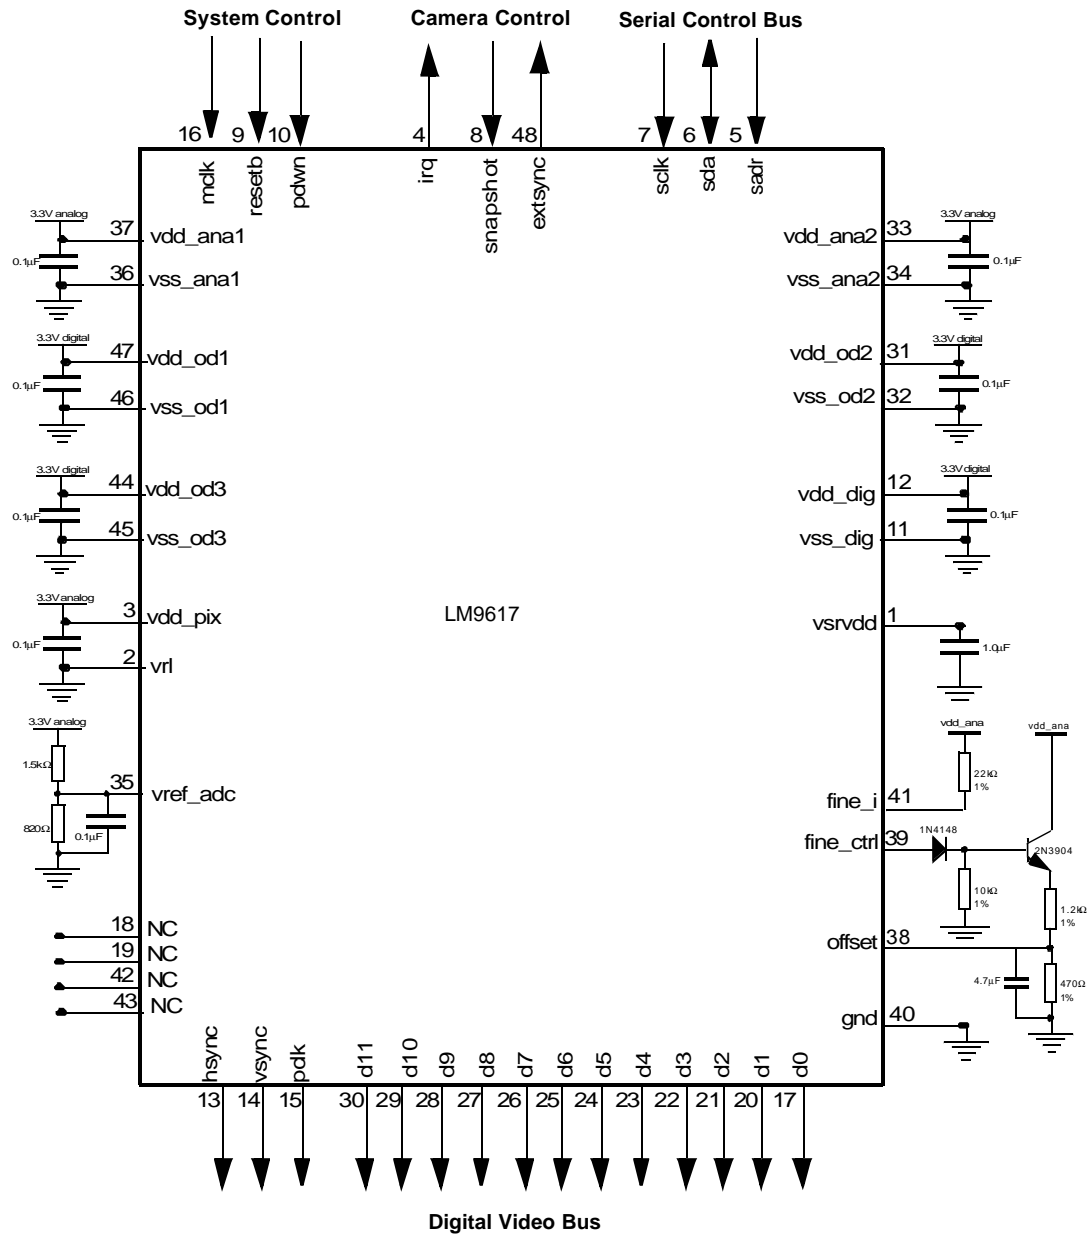 System Control
Camera Control
Serial Control Bus
16
9
10
4
8
48
7
6
5
mclk
resetb
pdwn
irq
snapshot
extsync
sclk
sda
sadr
3.3V analog
37
vdd_ana1
0.1µF
36
vss_ana1
3.3V digital
47
vdd_od1
0.1µF
46
vss_od1
3.3V digital
44
vdd_od3
0.1µF
45
vss_od3
3.3V analog
3
vdd_pix
0.1µF
2
vrl
3.3V analog
1.5kΩ
35
vref_adc
820Ω
0.1µF
18
NC
19
NC
42
NC
43
NC
LM9617
3.3V analog
vdd_ana2
33
0.1µF
vss_ana2
34
3.3V digital
vdd_od2
31
0.1µF
vss_od2
32
3.3V digital
vdd_dig
12
0.1µF
vss_dig
11
vsrvdd
1
1.0µF
vdd_ana
vdd_ana
22kΩ
1%
fine_i
41
fine_ctrl
39
1N4148
2N3904
10kΩ
1%
1.2kΩ
1%
offset
38
4.7µF
470Ω
1%
gnd
40
hsync
vsync
pclk
d11
d10
d9
d8
d7
d6
d5
d4
d3
d2
d1
d0
13
14
15
30
29
28
27
26
25
24
23
22
21
20
17
Digital Video Bus